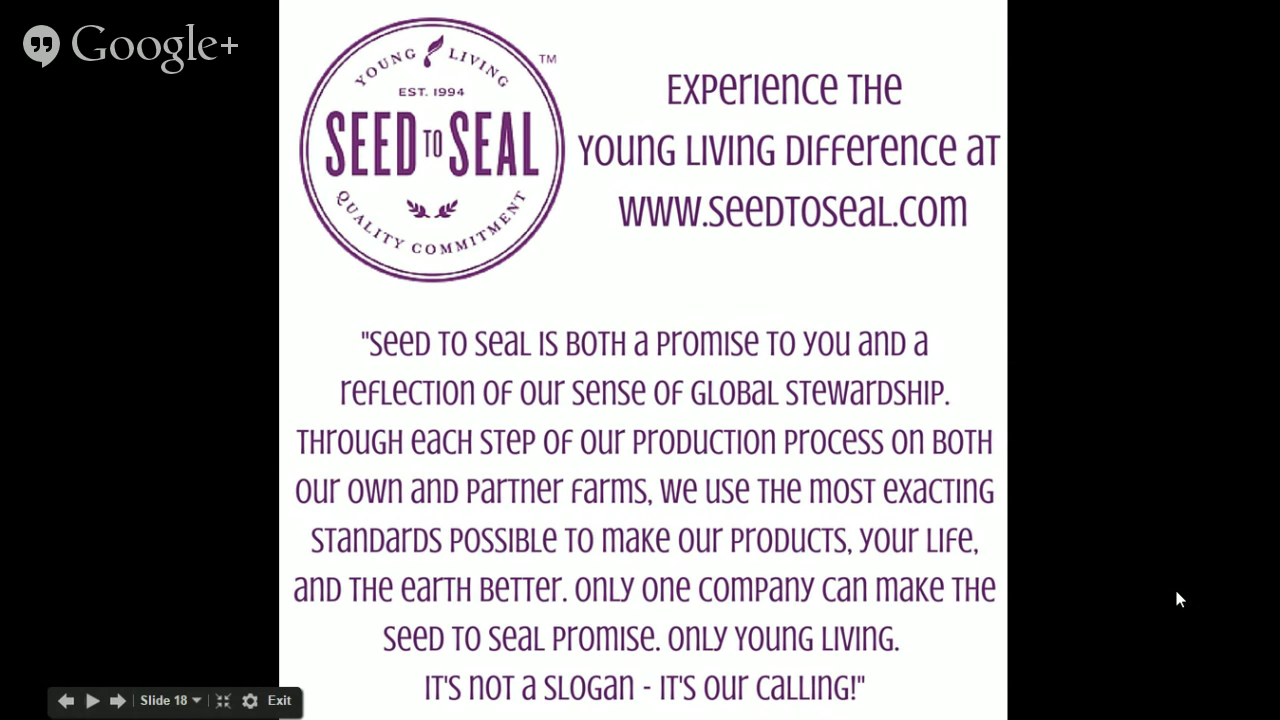 Google+
YOUNG LIVING TM
EST. 1994
SEED TO SEAL
QUALITY COMMITMENT
Experience the
Young Living Difference at
www.seedtoseal.com
"Seed to Seal is both a promise to you and a
reflection of our sense of global stewardship.
Through each step of our production process on both
our own and partner farms, we use the most exacting
standards possible to make our products, your life,
and the earth better. Only one company can make the
Seed to Seal promise. Only Young Living.
It's not a slogan - it's our calling!"
Slide 18 Exit